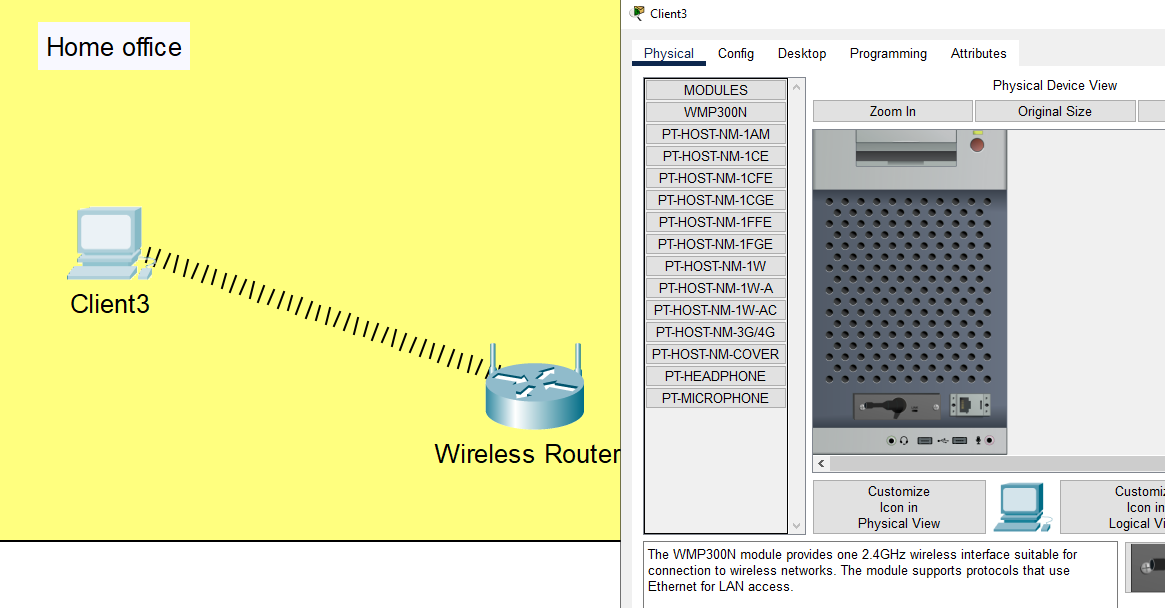 Home office
Client3
Wireless Router
Client3
Physical
Config
Desktop
Programming
Attributes
MODULES
WMP300N
PT-HOST-NM-1AM
PT-HOST-NM-1CE
PT-HOST-NM-1CFE
PT-HOST-NM-1CGE
PT-HOST-NM-1FFE
PT-HOST-NM-1FGE
PT-HOST-NM-1W
PT-HOST-NM-1W-A
PT-HOST-NM-1W-AC
PT-HOST-NM-3G/4G
PT-HOST-NM-COVER
PT-HEADPHONE
PT-MICROPHONE
Physical Device View
Zoom In
Original Size
Customize
Icon in
Physical View
Customiz
Icon in
Logical Vi
The WMP300N module provides one 2.4GHz wireless interface suitable for
connection to wireless networks. The module supports protocols that use
Ethernet for LAN access.